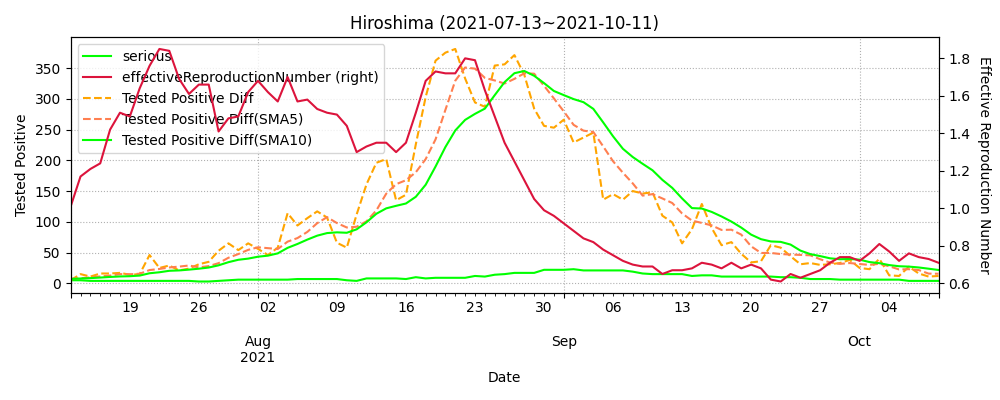 Hiroshima (2021-07-13~2021-10-11)
serious
effectiveReproductionNumber (right)
Tested Positive Diff
Tested Positive Diff(SMA5)
Tested Positive Diff(SMA10)
Tested Positive
350
300
250
200
150
100
50
0
Effective Reproduction Number
1.8
1.6
1.4
1.2
1.0
0.8
0.6
19 26 02 09 16 23 30 06 13 20 27 04
Aug Sep Oct
2021
Date